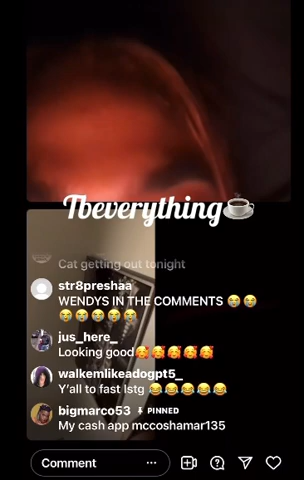 Tbeverything☕
Cat getting out tonight
str8preshaa
WENDYS IN THE COMMENTS 😭😭
😭😭😭😭😭
jus_here_
Looking good🥰🥰🥰🥰🥰
walkemlikeadogpt5_
Y'all to fast lstg 😂😂😂😂😂
bigmarco53 PINNED
My cash app mccoshamar135
Comment